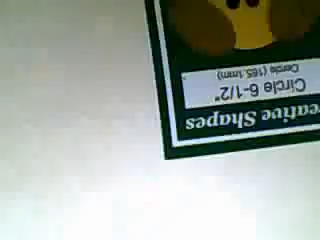 eative Shapes
Circle 6-1/2"
Cercle (165.1mm)